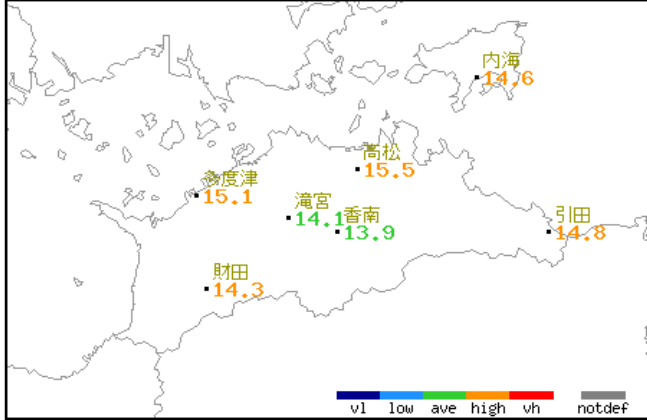 内海
14.6
高松
15.5
多度津
15.1
滝宮
14.1
香南
13.9
引田
14.8
財田
14.3
vl low ave high vh notdef